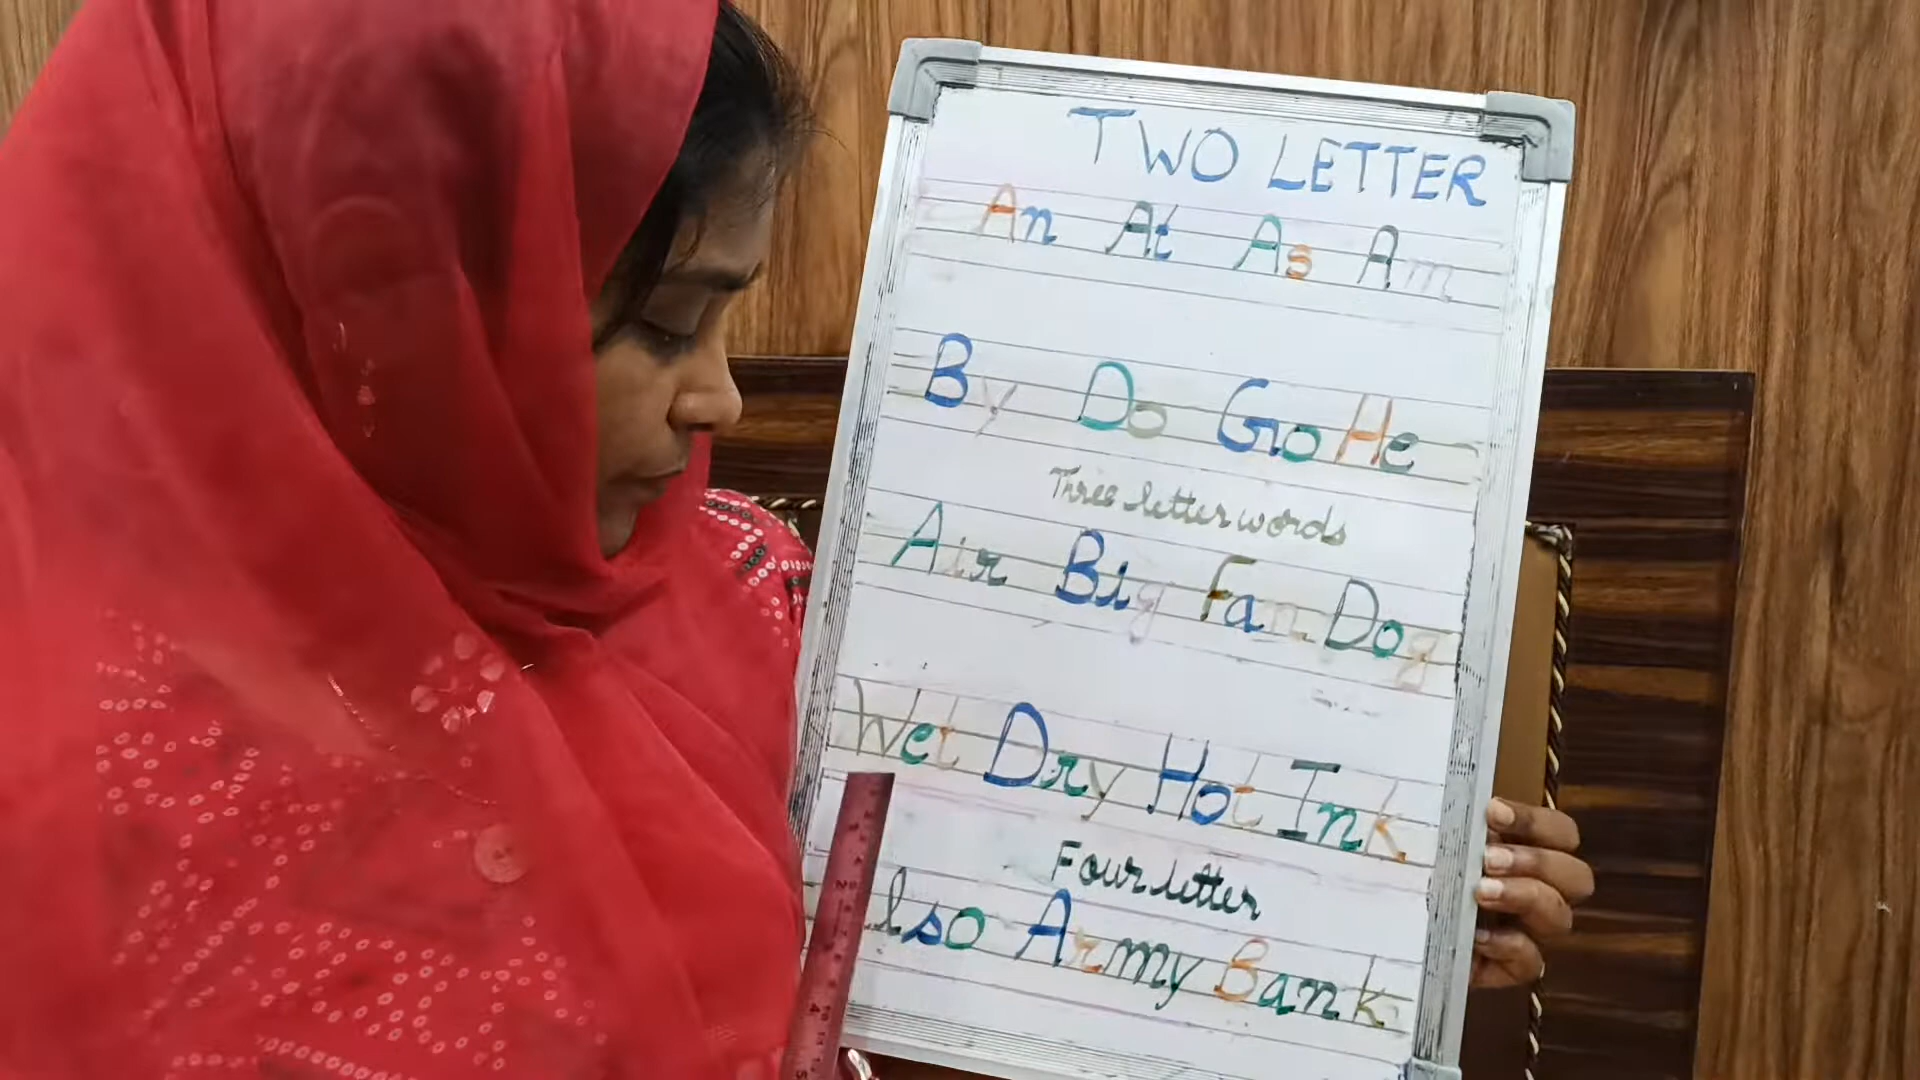 TWO LETTER
An At As Am
By Do Go He
Three letter words
Air Big Fan Dog
Wet Dry Hot Ink
Four letter
lso Army Bank